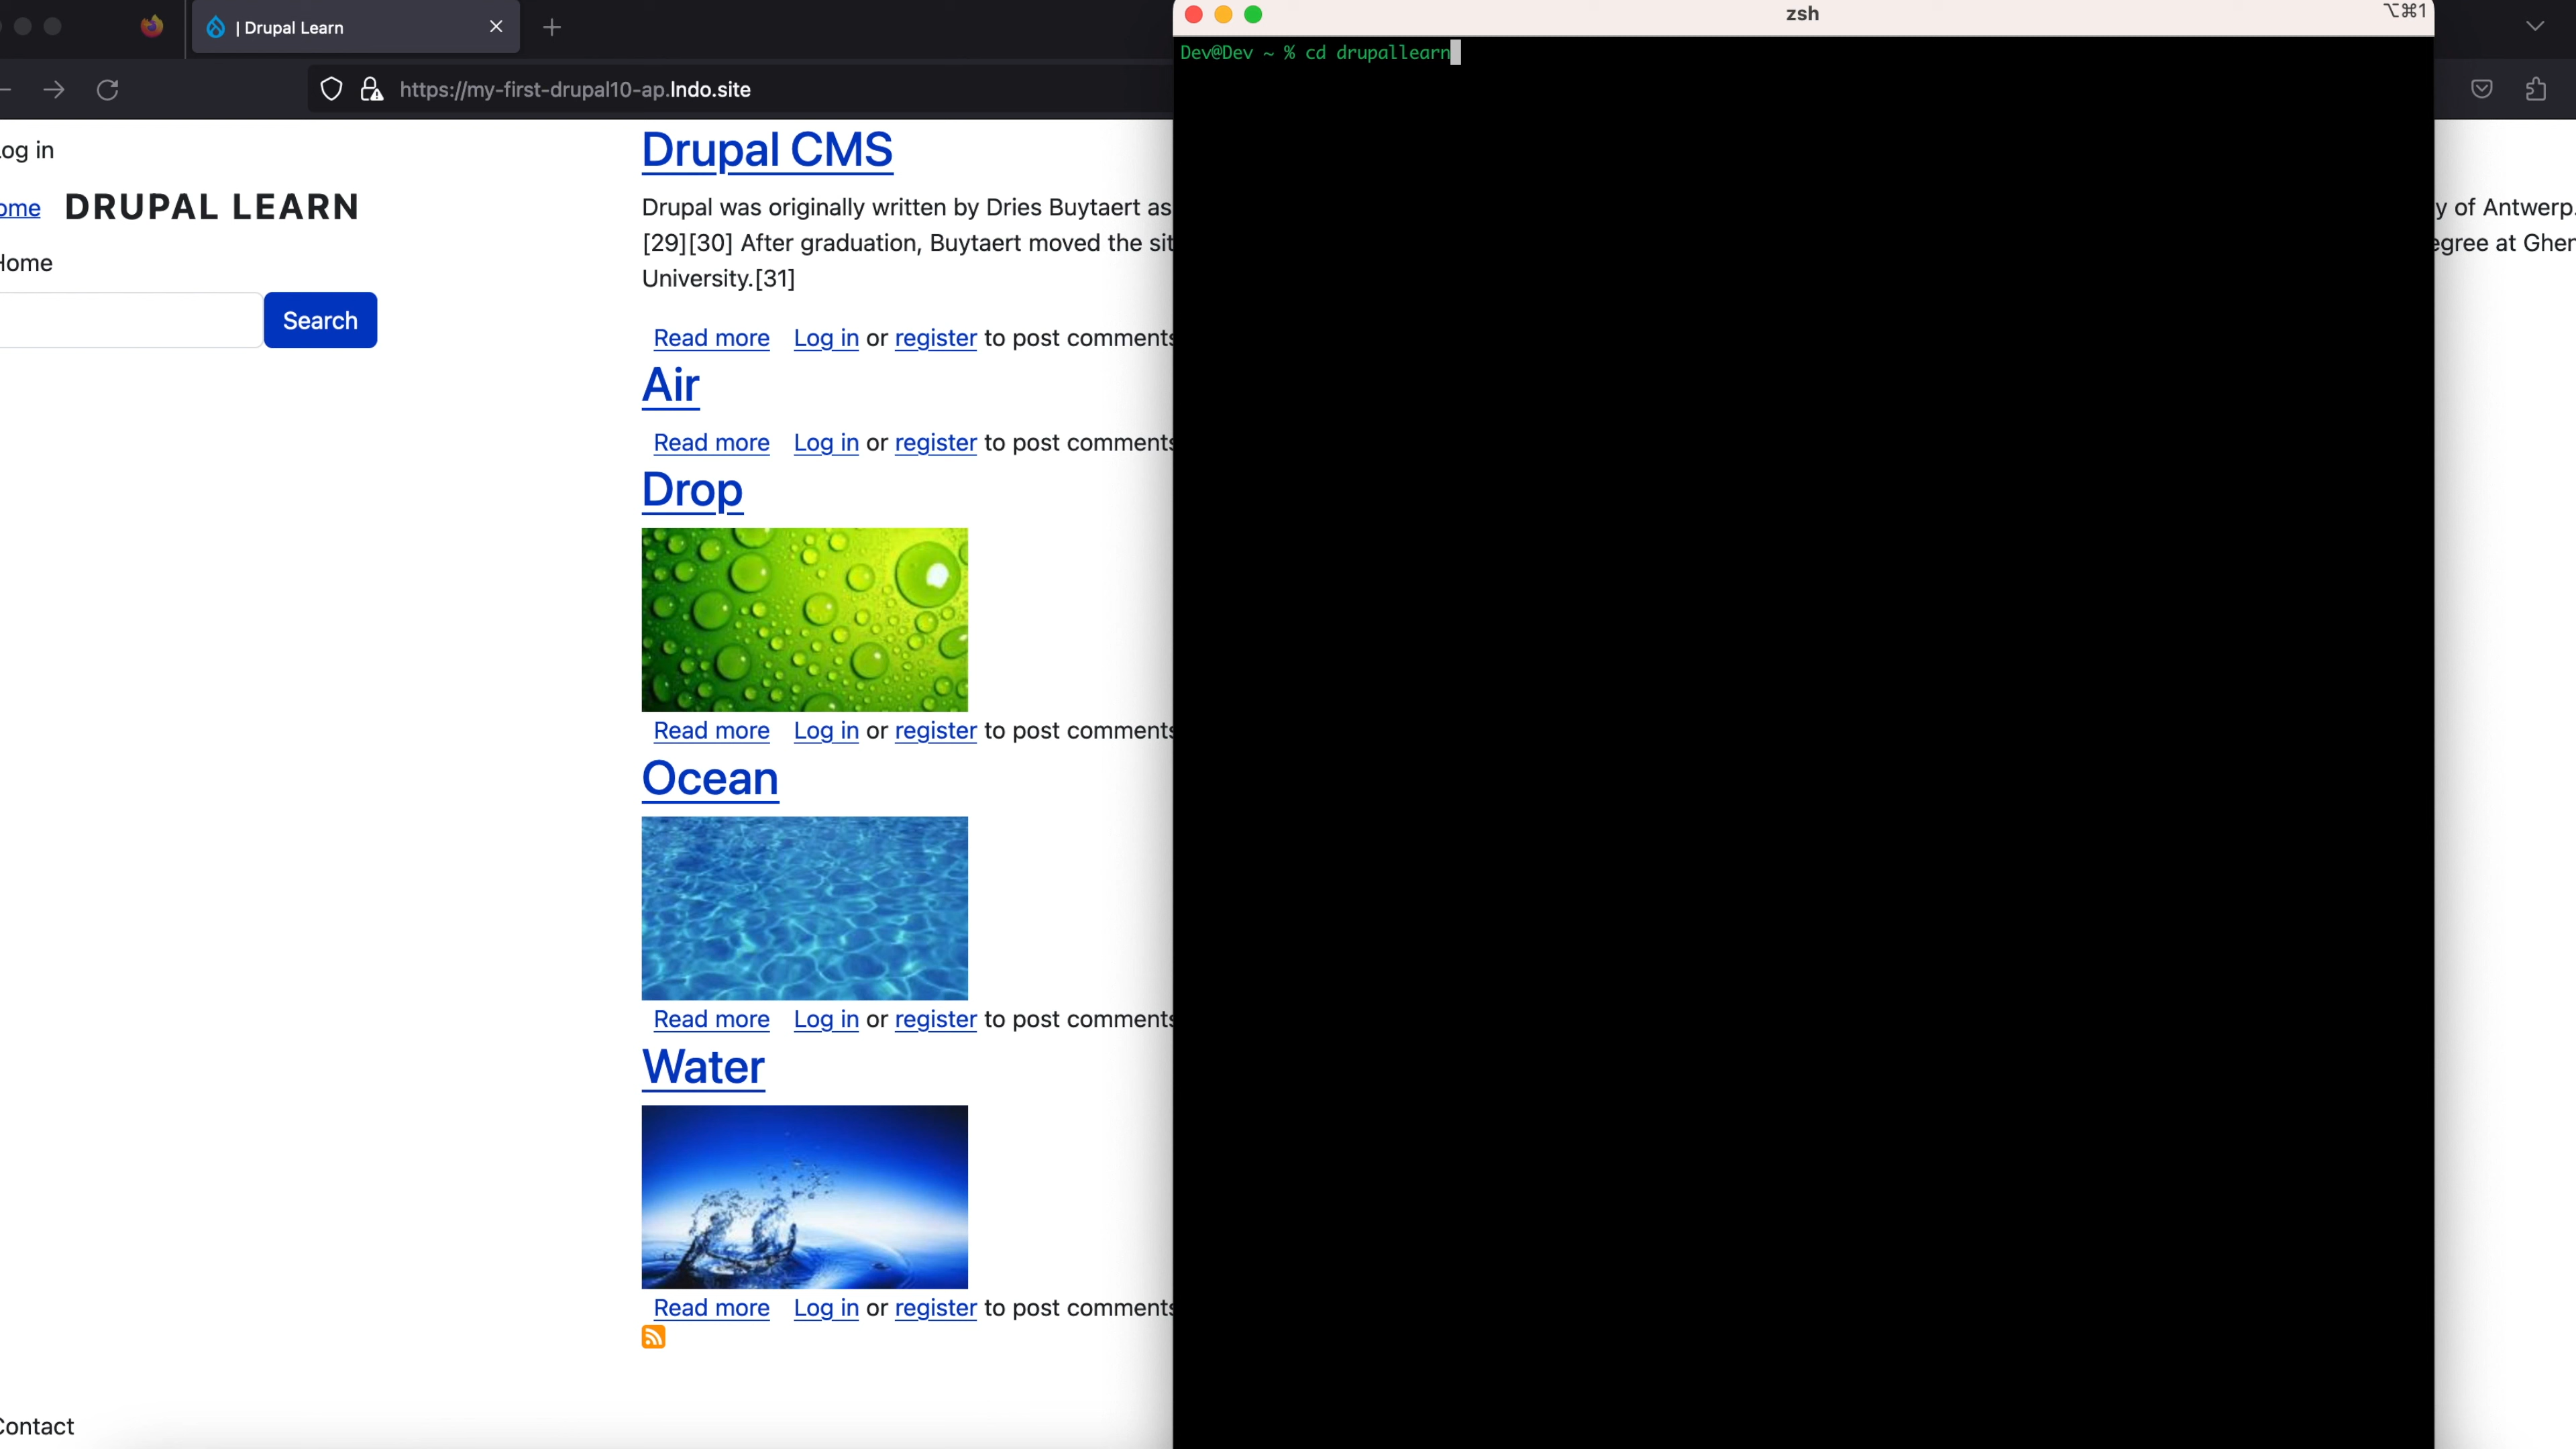 | Drupal Learn
https://my-first-drupal10-ap.lndo.site
og in
ome DRUPAL LEARN
Home
Search
Drupal CMS
Drupal was originally written by Dries Buytaert as
[29][30] After graduation, Buytaert moved the sit
University.[31]
Read more Log in or register to post comments
Air
Read more Log in or register to post comments
Drop
Read more Log in or register to post comments
Ocean
Read more Log in or register to post comments
Water
Read more Log in or register to post comments
Contact
zsh
⌥⌘1
Dev@Dev ~ % cd drupallearn
y of Antwerp.
egree at Ghen